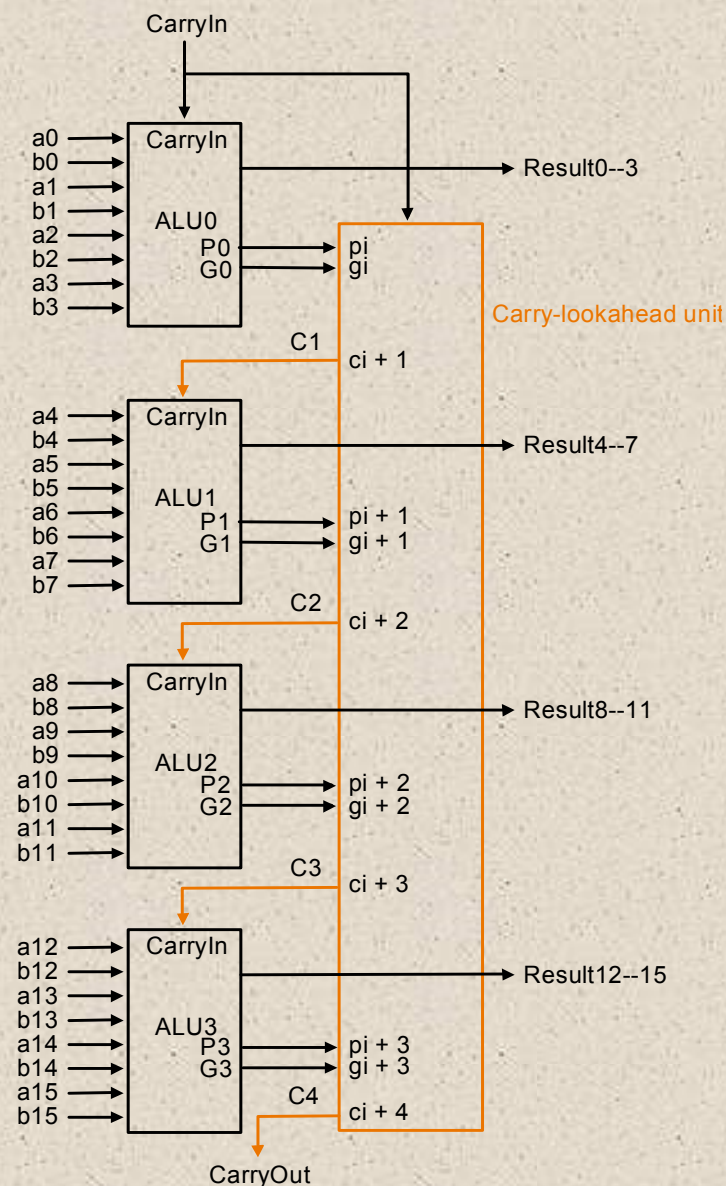 CarryIn
a0
b0
a1
b1
a2
b2
a3
b3
CarryIn
ALU0
P0
G0
Result0--3
pi
gi
Carry-lookahead unit
C1
ci + 1
a4
b4
a5
b5
a6
b6
a7
b7
CarryIn
ALU1
P1
G1
Result4--7
pi + 1
gi + 1
C2
ci + 2
a8
b8
a9
b9
a10
b10
a11
b11
CarryIn
ALU2
P2
G2
Result8--11
pi + 2
gi + 2
C3
ci + 3
a12
b12
a13
b13
a14
b14
a15
b15
CarryIn
ALU3
P3
G3
Result12--15
pi + 3
gi + 3
C4
ci + 4
CarryOut